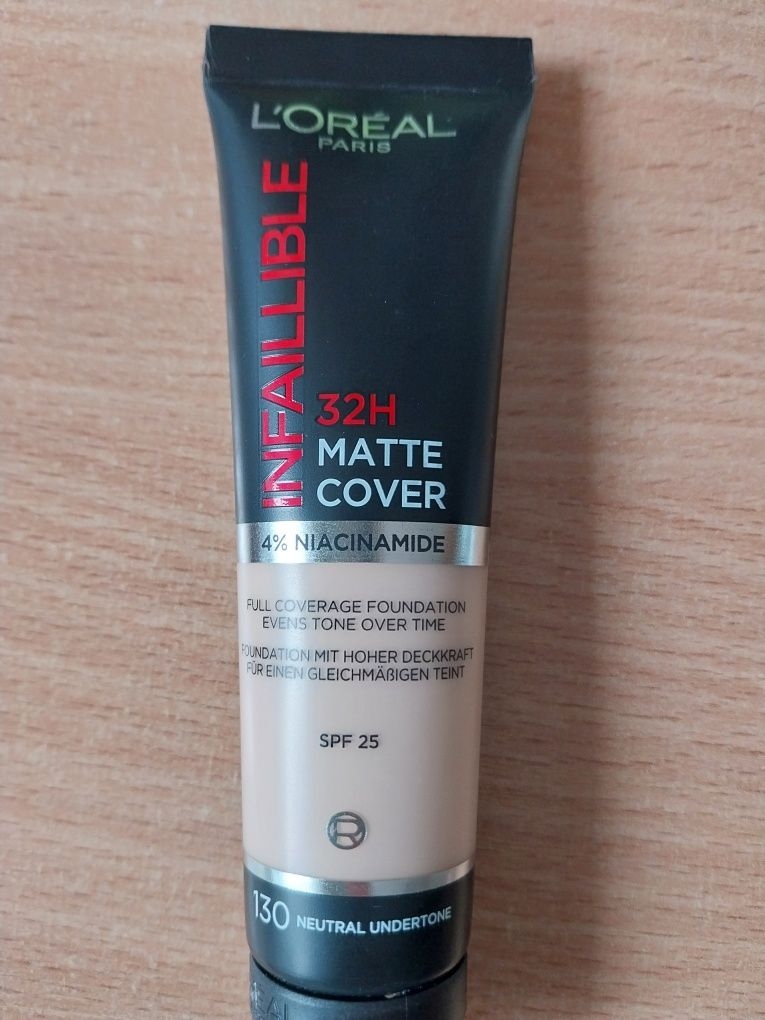 L'ORÉAL
PARIS
INFAILLIBLE
32H
MATTE
COVER
4% NIACINAMIDE
FULL COVERAGE FOUNDATION
EVENS TONE OVER TIME
FOUNDATION MIT HOHER DECKKRAFT
FÜR EINEN GLEICHMÄßIGEN TEINT
SPF 25
130 NEUTRAL UNDERTONE